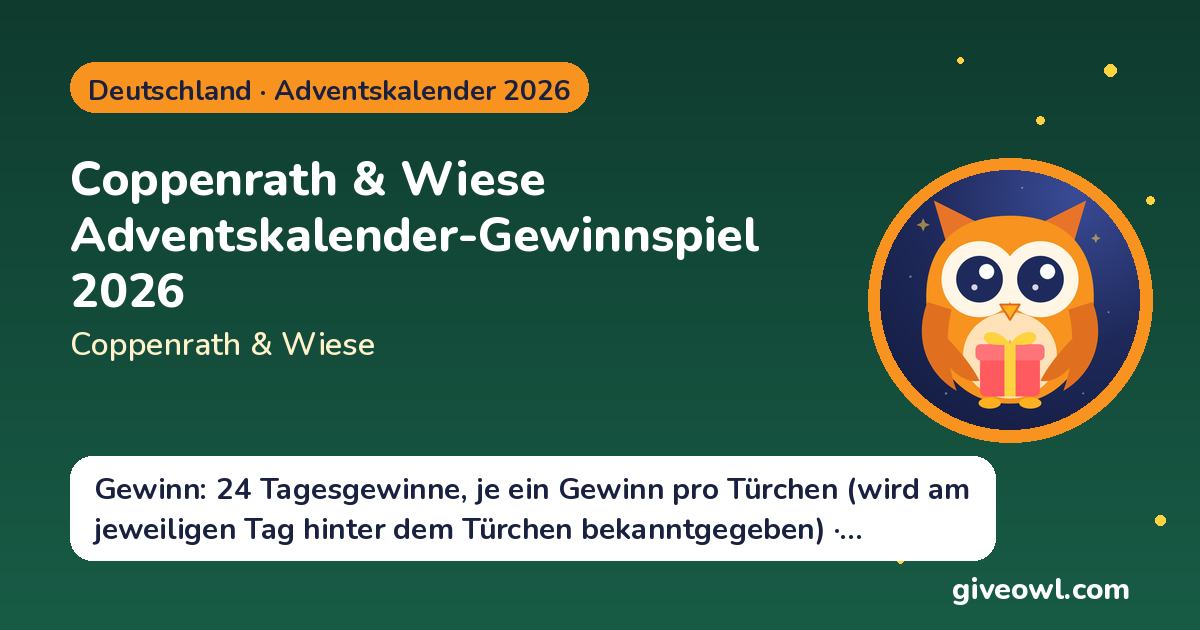 Deutschland · Adventskalender 2026
Coppenrath & Wiese
Adventskalender-Gewinnspiel
2026
Coppenrath & Wiese
Gewinn: 24 Tagesgewinne, je ein Gewinn pro Türchen (wird am
jeweiligen Tag hinter dem Türchen bekanntgegeben) ·...
giveowl.com